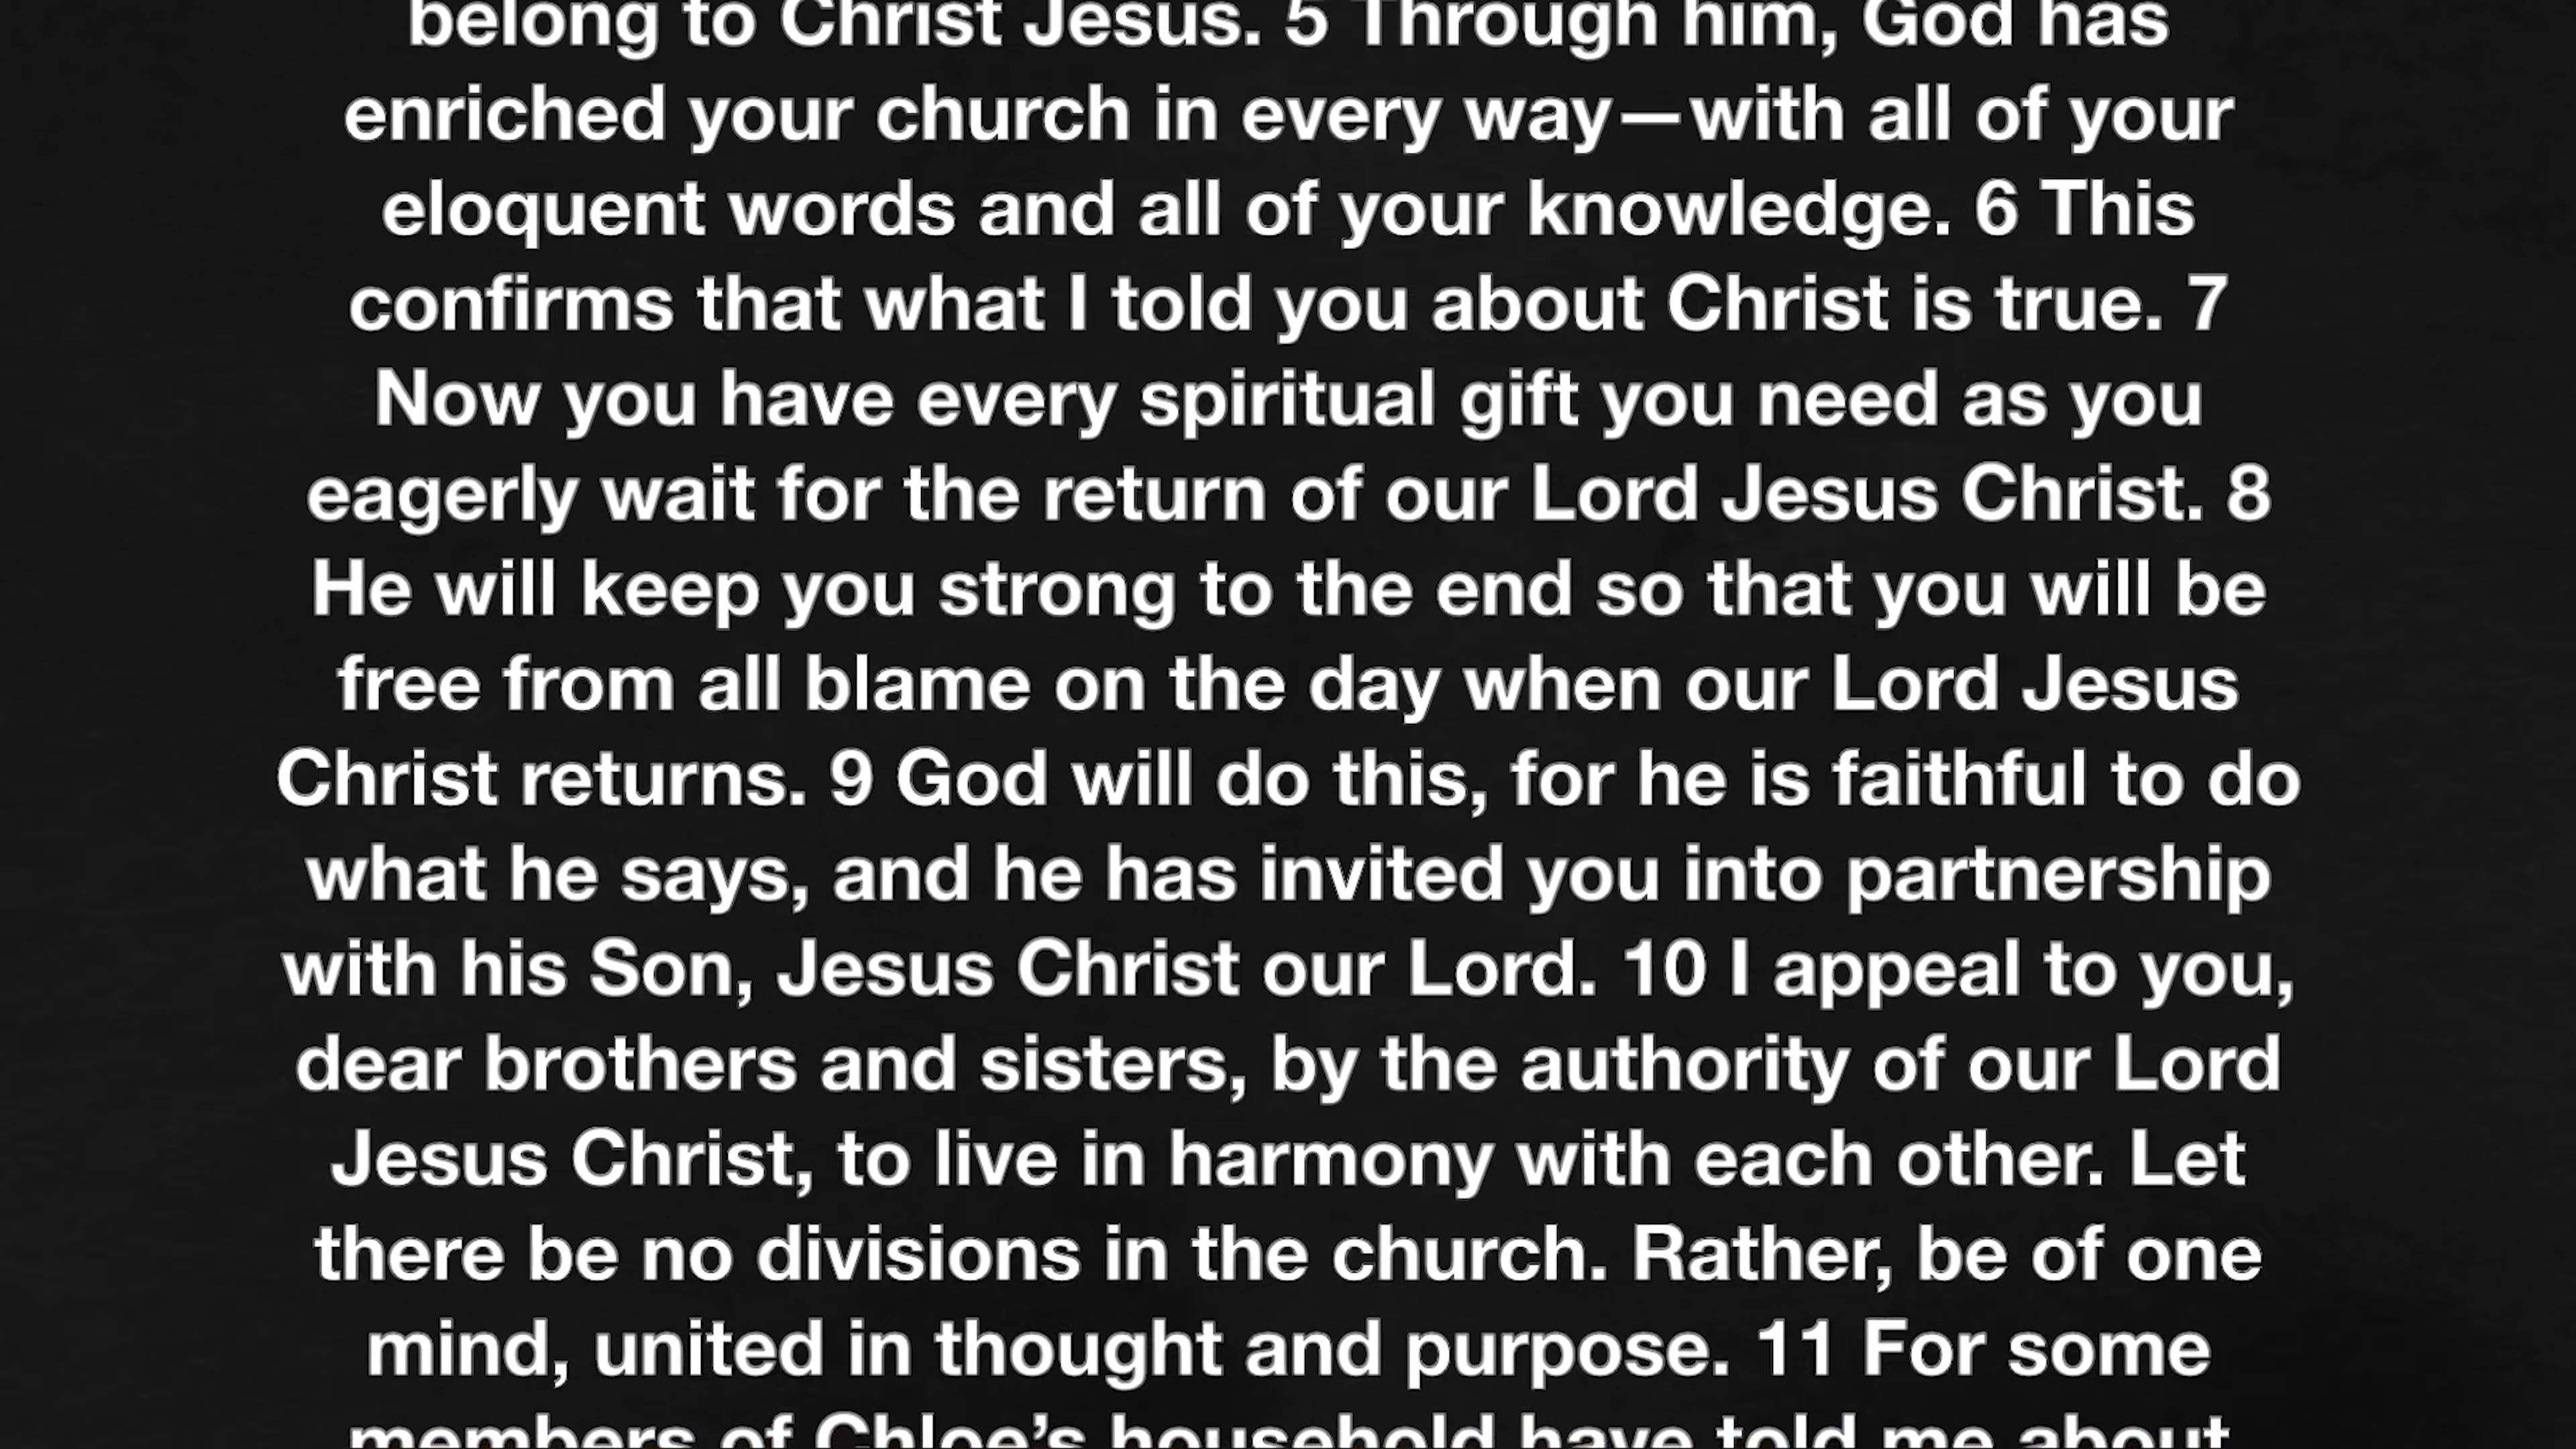 belong to Christ Jesus. 5 Through him, God has
enriched your church in every way—with all of your
eloquent words and all of your knowledge. 6 This
confirms that what I told you about Christ is true. 7
Now you have every spiritual gift you need as you
eagerly wait for the return of our Lord Jesus Christ. 8
He will keep you strong to the end so that you will be
free from all blame on the day when our Lord Jesus
Christ returns. 9 God will do this, for he is faithful to do
what he says, and he has invited you into partnership
with his Son, Jesus Christ our Lord. 10 I appeal to you,
dear brothers and sisters, by the authority of our Lord
Jesus Christ, to live in harmony with each other. Let
there be no divisions in the church. Rather, be of one
mind, united in thought and purpose. 11 For some
members of Chloe’s household have told me about